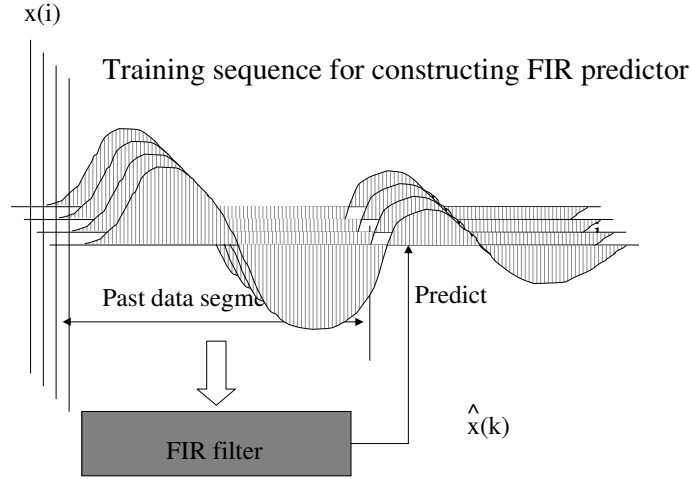 x(i)
Training sequence for constructing FIR predictor
Past data segme
Predict
^
x(k)
FIR filter